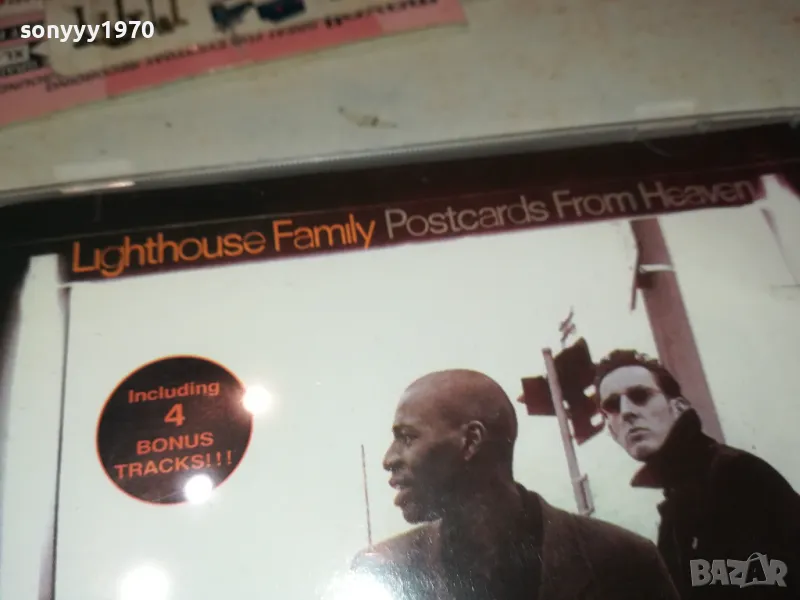 sonyyy1970
Lighthouse Family Postcards From Heaven
Including
4
BONUS
TRACKS!!!
BAZAR